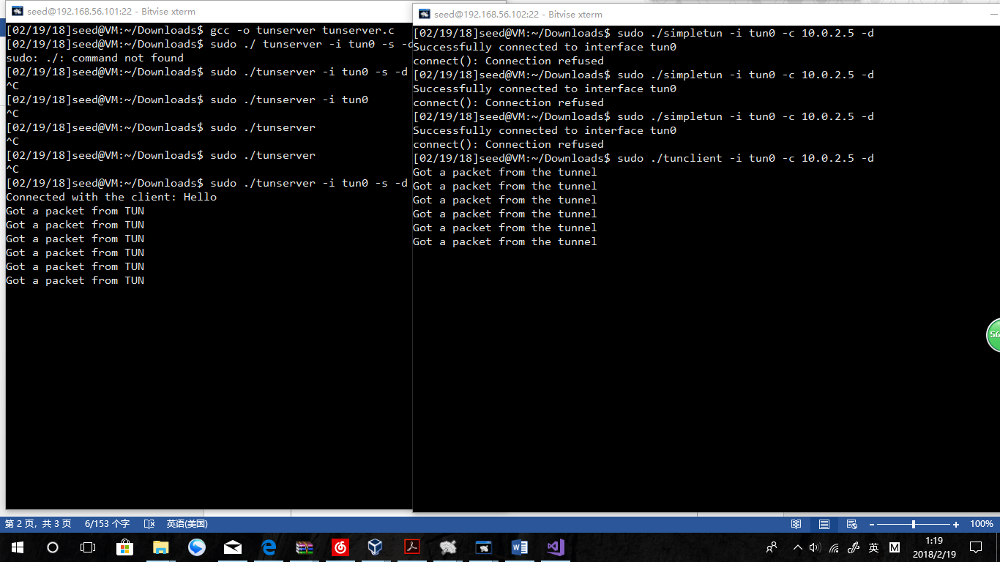 seed@192.168.56.101:22 - Bitvise xterm
[02/19/18]seed@VM:~/Downloads$ gcc -o tunserver tunserver.c
[02/19/18]seed@VM:~/Downloads$ sudo ./ tunserver -i tun0 -s -d
sudo: ./: command not found
[02/19/18]seed@VM:~/Downloads$ sudo ./tunserver -i tun0 -s -d
^C
[02/19/18]seed@VM:~/Downloads$ sudo ./tunserver -i tun0
^C
[02/19/18]seed@VM:~/Downloads$ sudo ./tunserver
^C
[02/19/18]seed@VM:~/Downloads$ sudo ./tunserver
^C
[02/19/18]seed@VM:~/Downloads$ sudo ./tunserver -i tun0 -s -d
Connected with the client: Hello
Got a packet from TUN
Got a packet from TUN
Got a packet from TUN
Got a packet from TUN
Got a packet from TUN
Got a packet from TUN
seed@192.168.56.102:22 - Bitvise xterm
[02/19/18]seed@VM:~/Downloads$ sudo ./simpletun -i tun0 -c 10.0.2.5 -d
Successfully connected to interface tun0
connect(): Connection refused
[02/19/18]seed@VM:~/Downloads$ sudo ./simpletun -i tun0 -c 10.0.2.5 -d
Successfully connected to interface tun0
connect(): Connection refused
[02/19/18]seed@VM:~/Downloads$ sudo ./simpletun -i tun0 -c 10.0.2.5 -d
Successfully connected to interface tun0
connect(): Connection refused
[02/19/18]seed@VM:~/Downloads$ sudo ./tunclient -i tun0 -c 10.0.2.5 -d
Got a packet from the tunnel
Got a packet from the tunnel
Got a packet from the tunnel
Got a packet from the tunnel
Got a packet from the tunnel
Got a packet from the tunnel
56
第 2 页，共 3 页 6/153 个字 英语(美国) 100%
英 M 1:19
2018/2/19